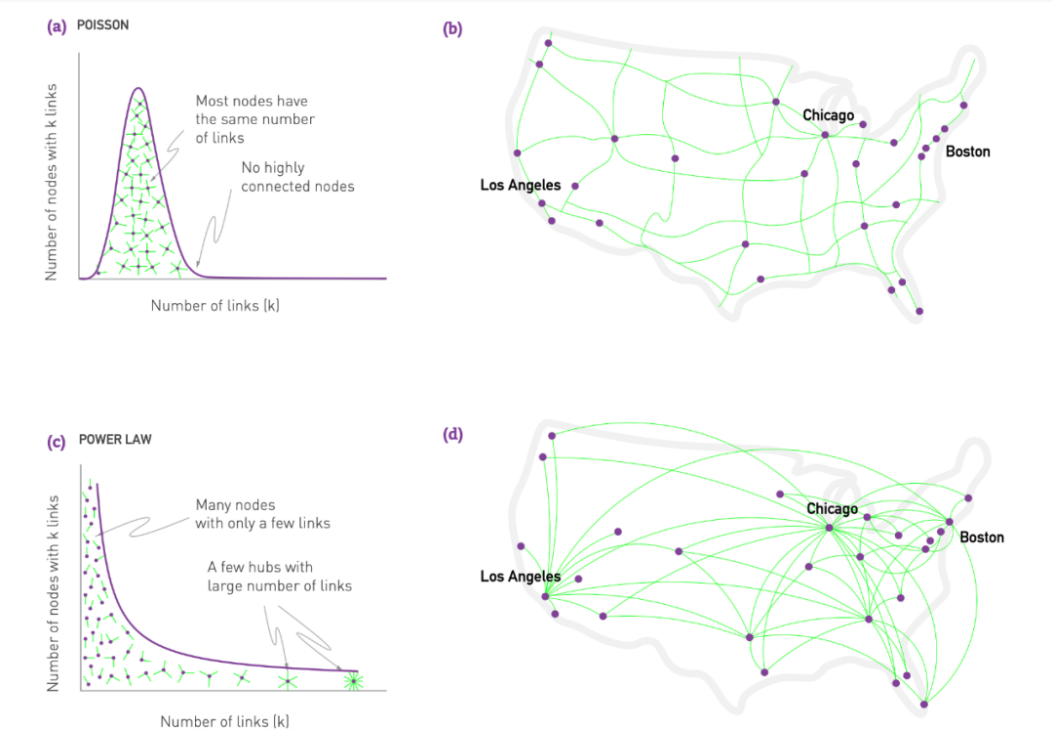 (a) POISSON
Number of nodes with k links
Most nodes have
the same number
of links
No highly
connected nodes
Number of links (k)
(b)
Chicago
Boston
Los Angeles
(c) POWER LAW
Number of nodes with k links
Many nodes
with only a few links
A few hubs with
large number of links
Number of links (k)
(d)
Chicago
Boston
Los Angeles